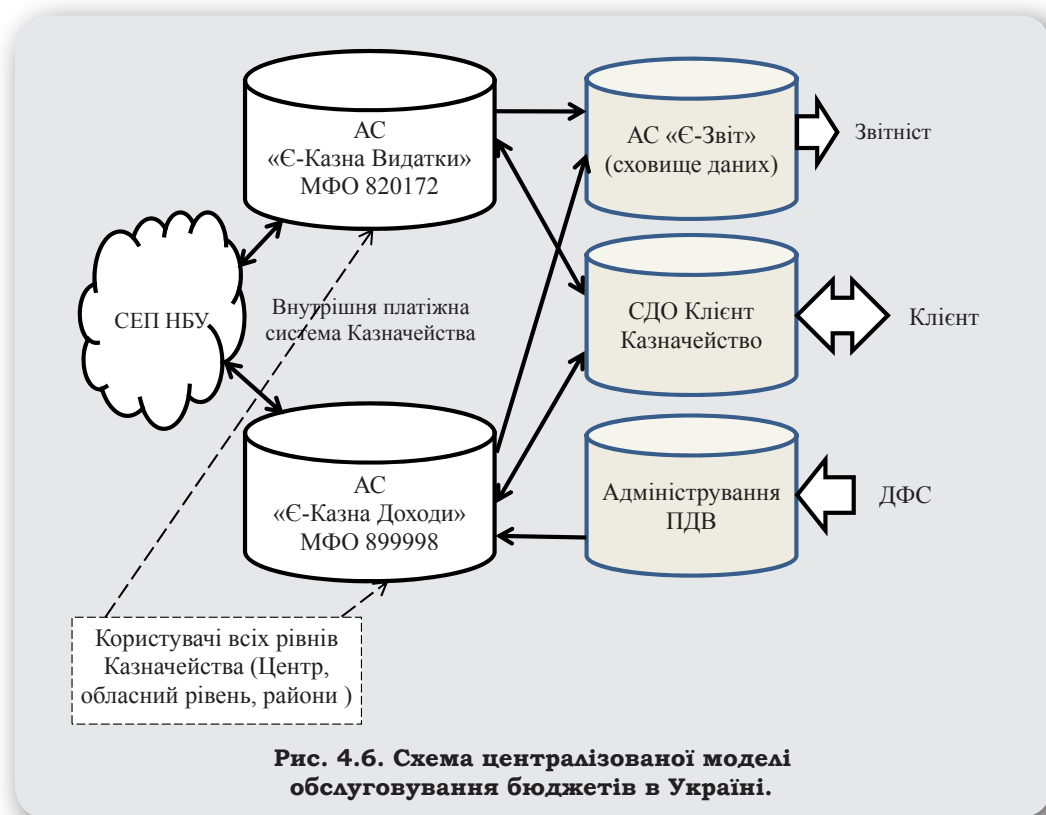 АС
«Є-Казна Видатки»
МФО 820172
АС «Є-Звіт»
(сховище даних)
Звітніст
СЕП НБУ
Внутрішня платіжна
система Казначейства
СДО Клієнт
Казначейство
Клієнт
АС
«Є-Казна Доходи»
МФО 899998
Адміністрування
ПДВ
ДФС
Користувачі всіх рівнів
Казначейства (Центр,
обласний рівень, райони )
Рис. 4.6. Схема централізованої моделі
обслуговування бюджетів в Україні.